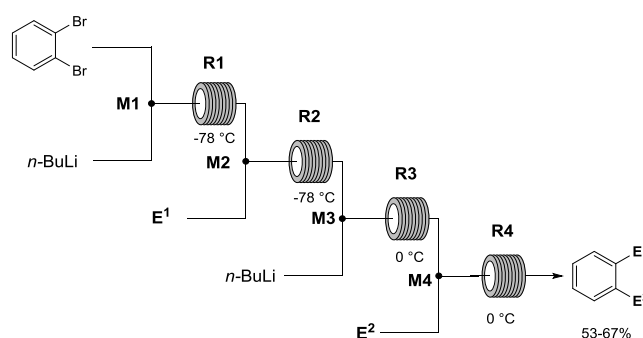 Br
Br
R1
M1
-78 °C
R2
n-BuLi
M2
-78 °C
R3
E¹
M3
0 °C
R4
n-BuLi
M4
E
E
0 °C
E²
53-67%